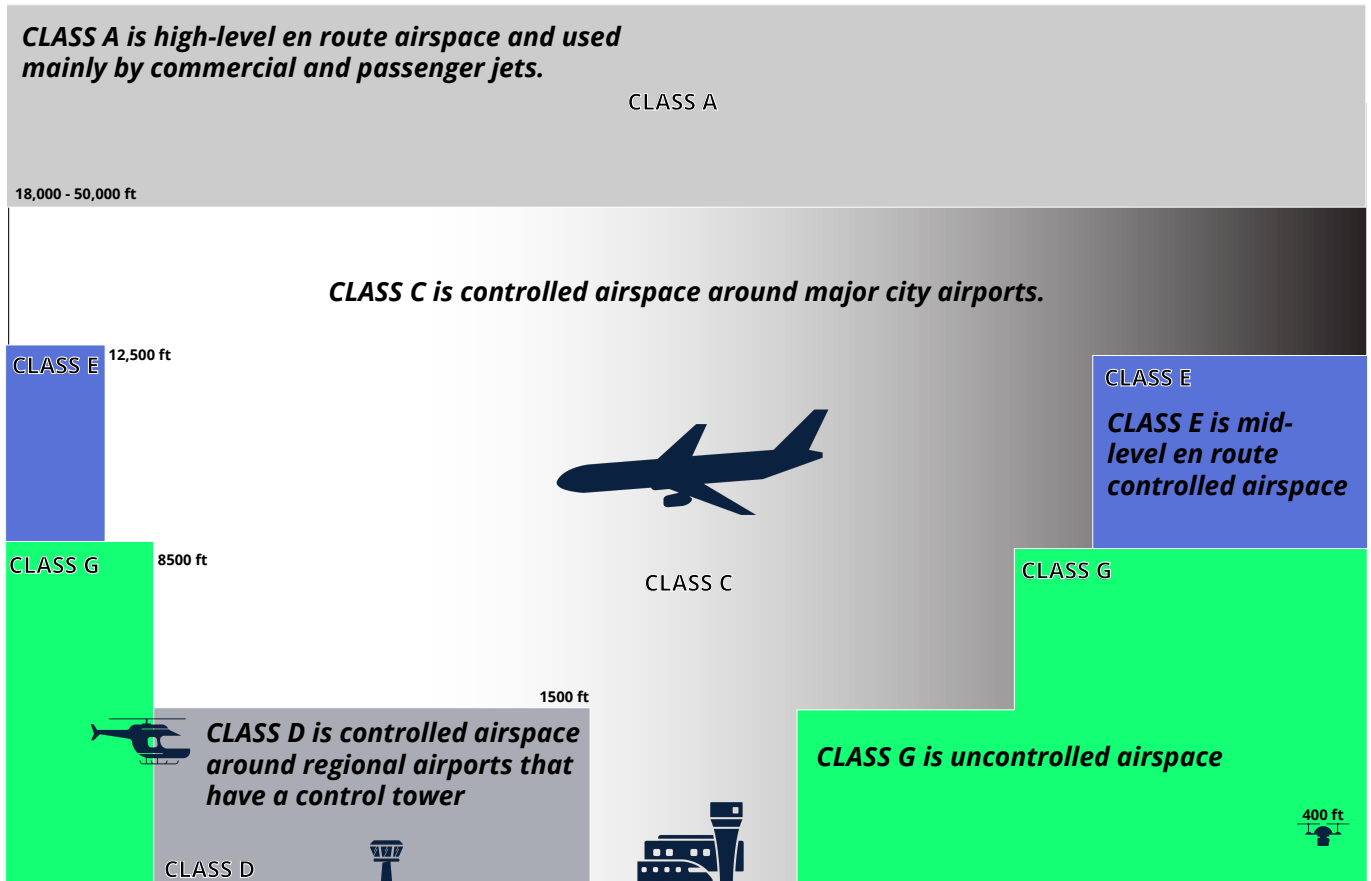 CLASS A is high-level en route airspace and used
mainly by commercial and passenger jets.
CLASS A
18,000 - 50,000 ft
CLASS C is controlled airspace around major city airports.
CLASS E
12,500 ft
CLASS E
CLASS E is mid-
level en route
controlled airspace
CLASS G
8500 ft
CLASS C
CLASS G
1500 ft
CLASS D is controlled airspace
around regional airports that
have a control tower
CLASS G is uncontrolled airspace
400 ft
CLASS D